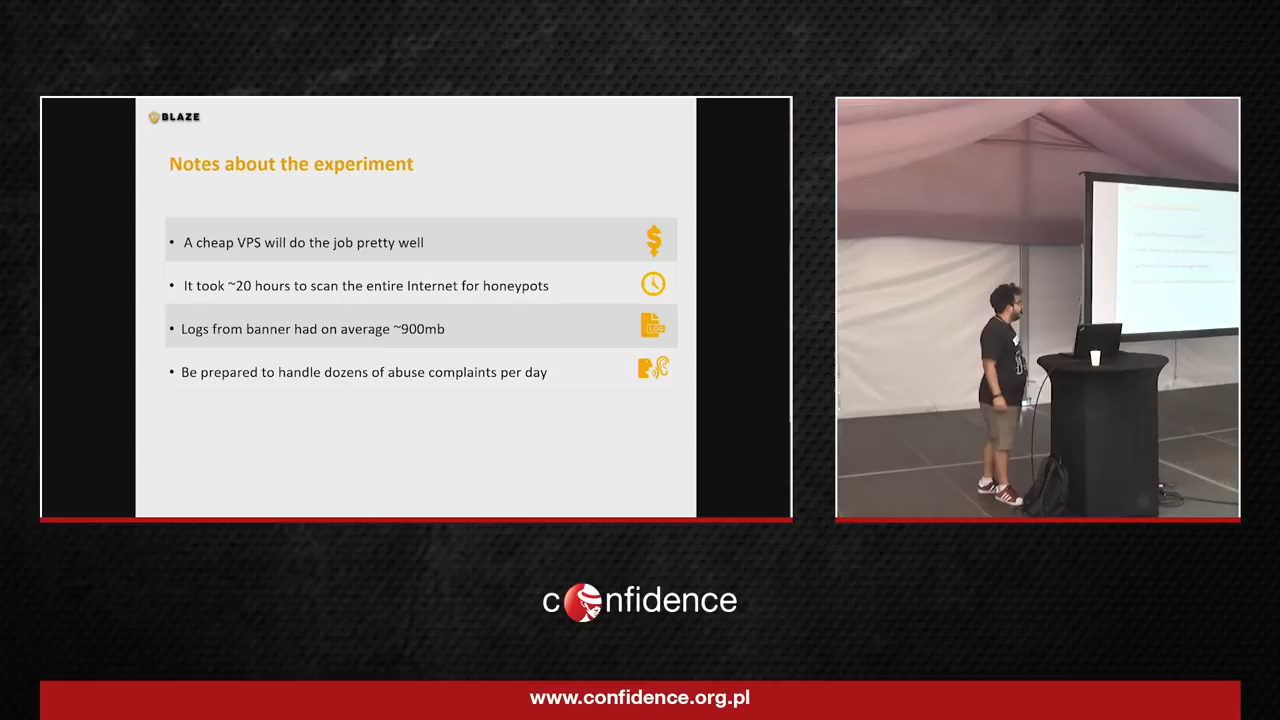 BLAZE
Notes about the experiment
• A cheap VPS will do the job pretty well
• It took ~20 hours to scan the entire Internet for honeypots
• Logs from banner had on average ~900mb
LOG
• Be prepared to handle dozens of abuse complaints per day
confidence
www.confidence.org.pl